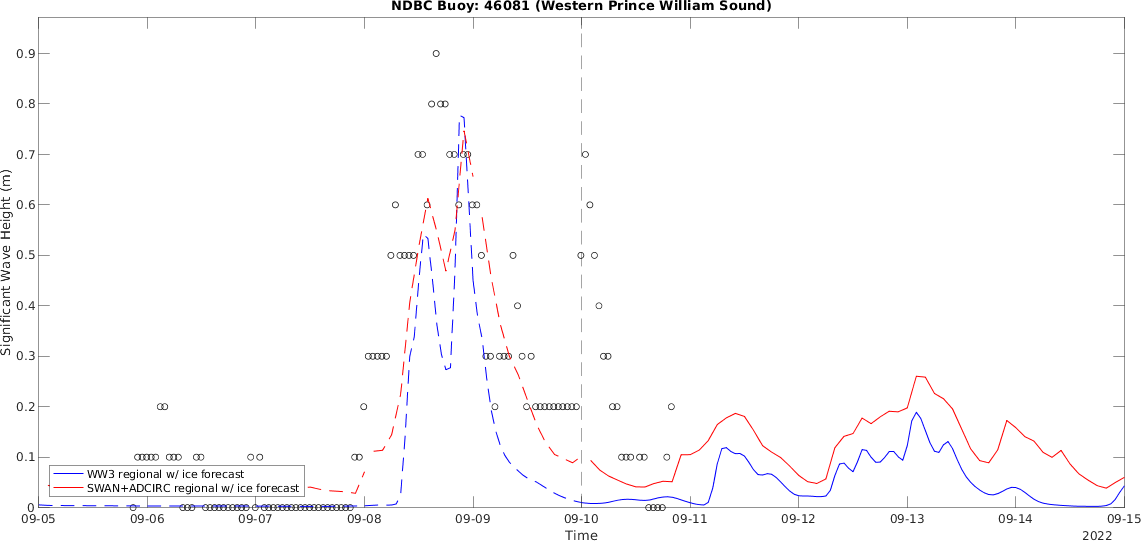 NDBC Buoy: 46081 (Western Prince William Sound)
Significant Wave Height (m)
0.9
0.8
0.7
0.6
0.5
0.4
0.3
0.2
0.1
0
WW3 regional w/ ice forecast
SWAN+ADCIRC regional w/ ice forecast
09-05 09-06 09-07 09-08 09-09 09-10 09-11 09-12 09-13 09-14 09-15
Time
2022